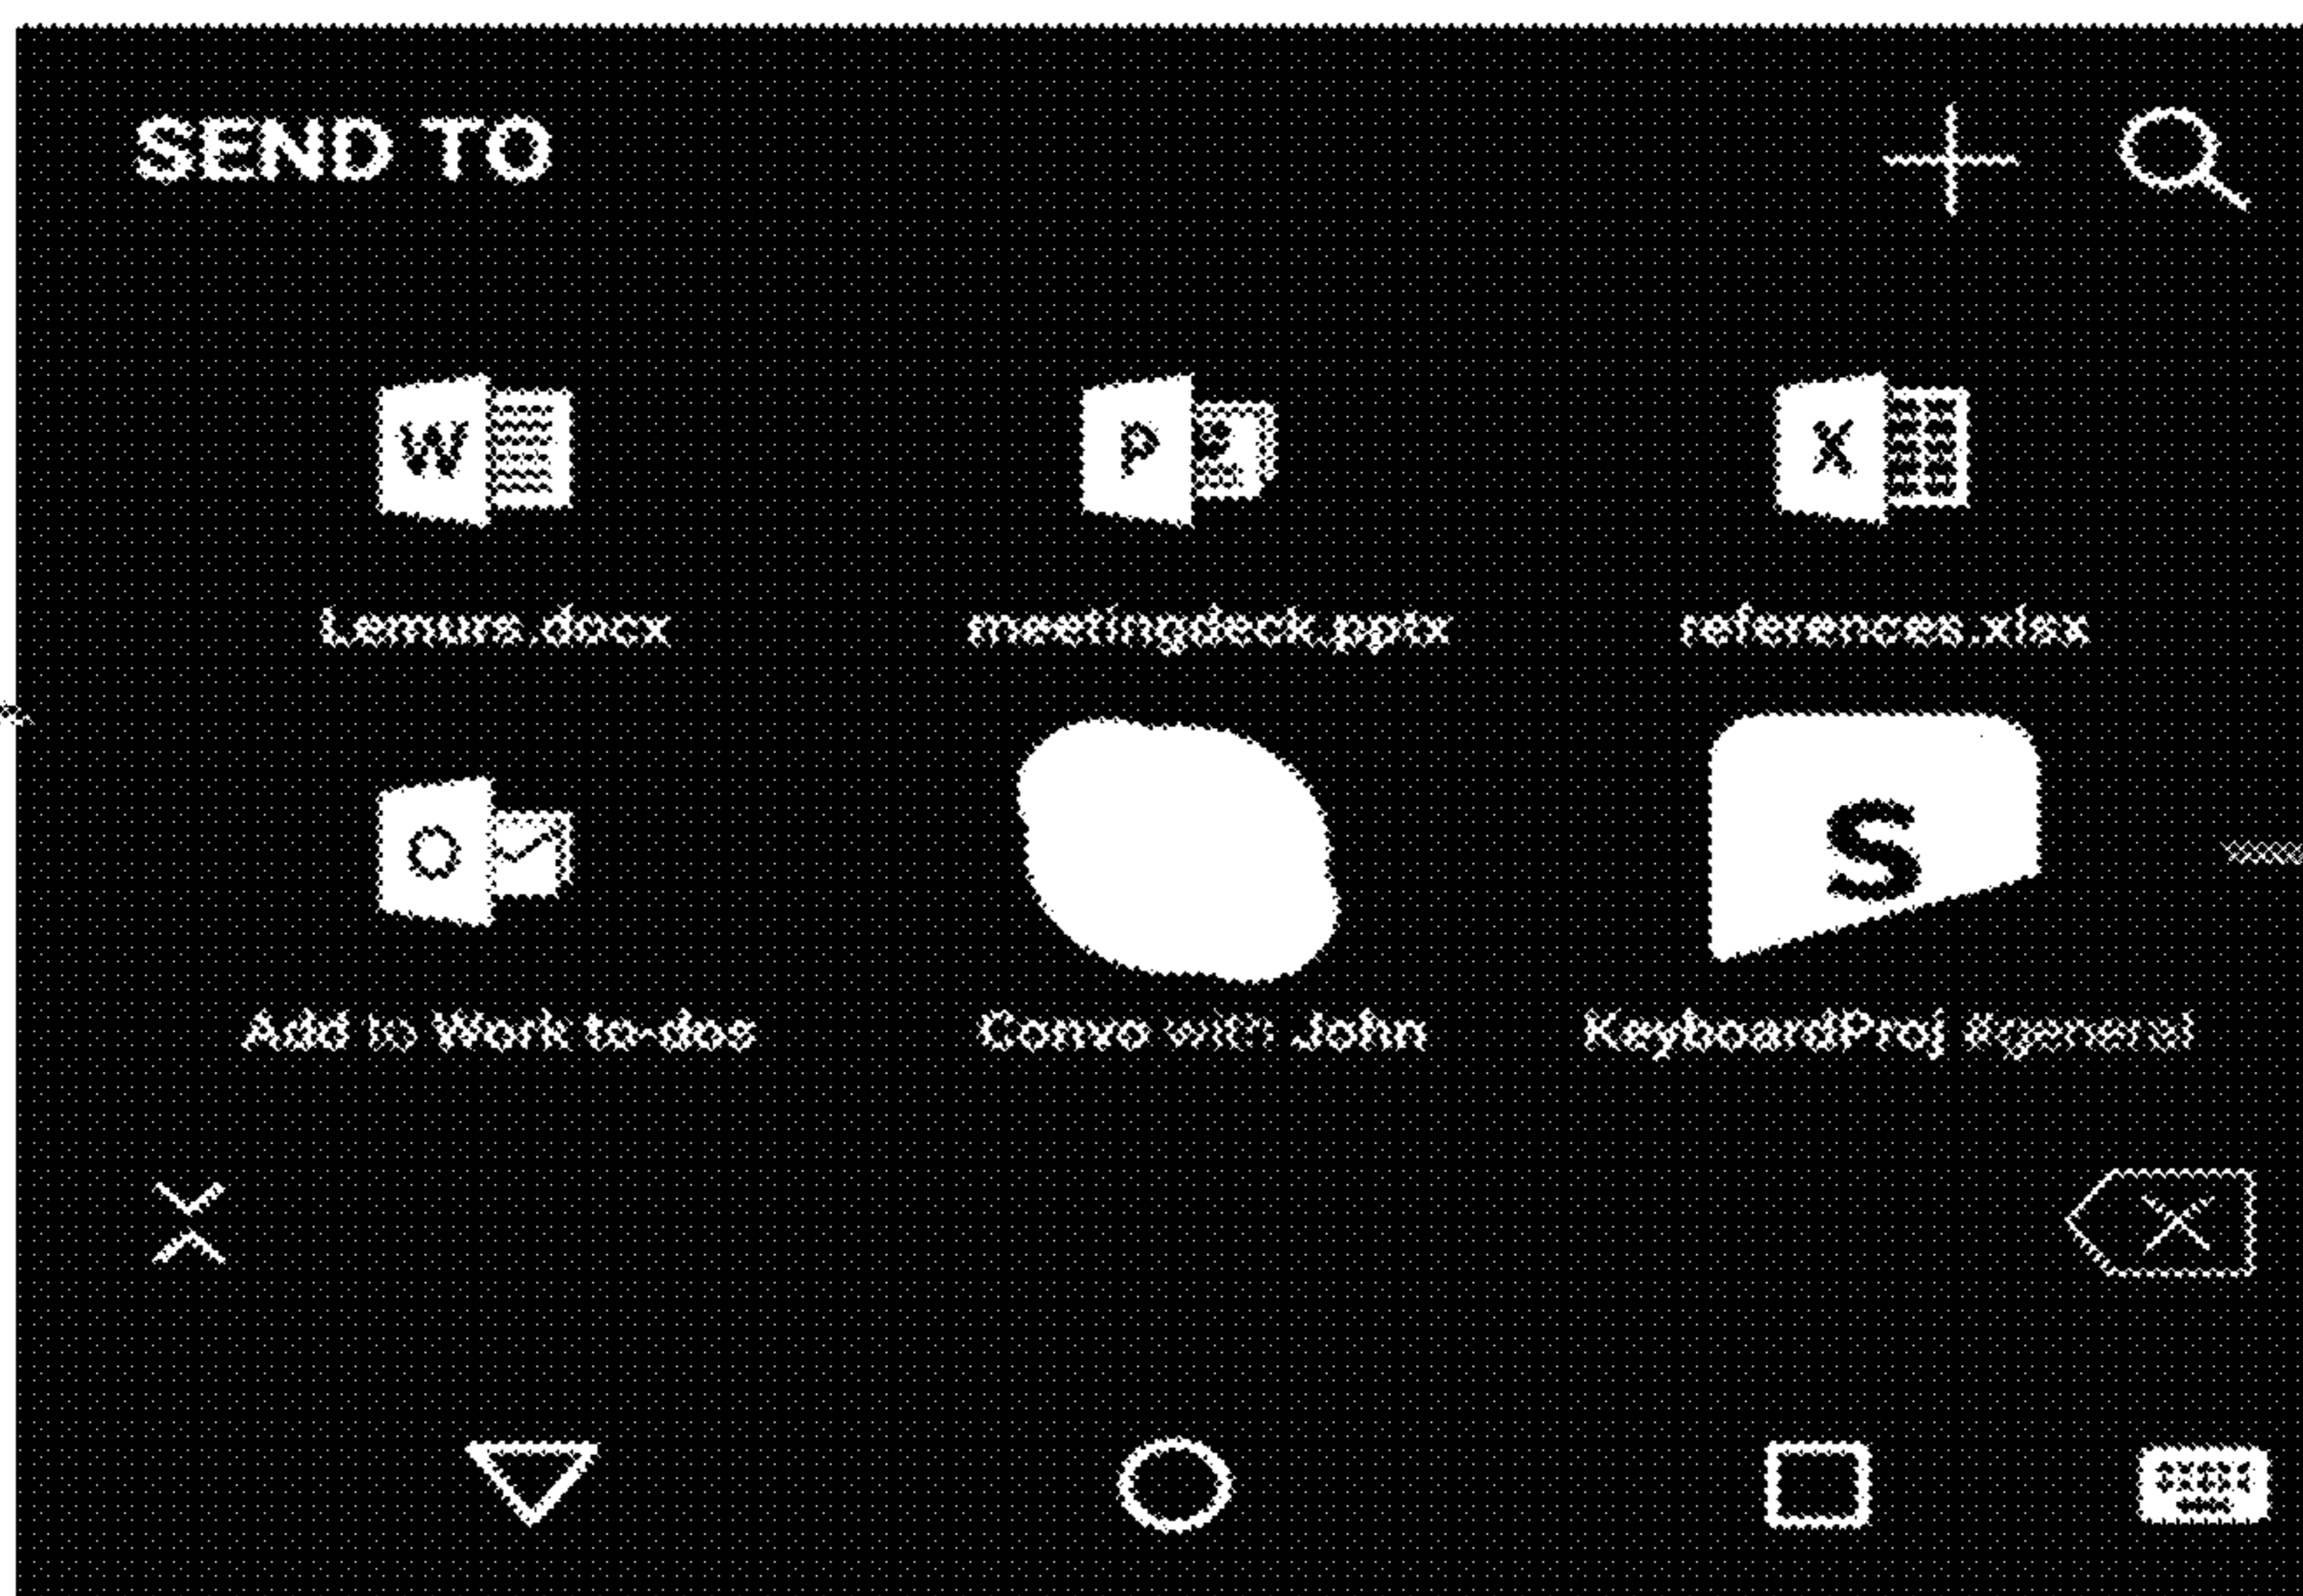 SEND TO
W P X
Lemurs.docx meetingdeck.pptx references.xlsx
O S
Add to Work to-dos Convo with John KeyboardProj #general